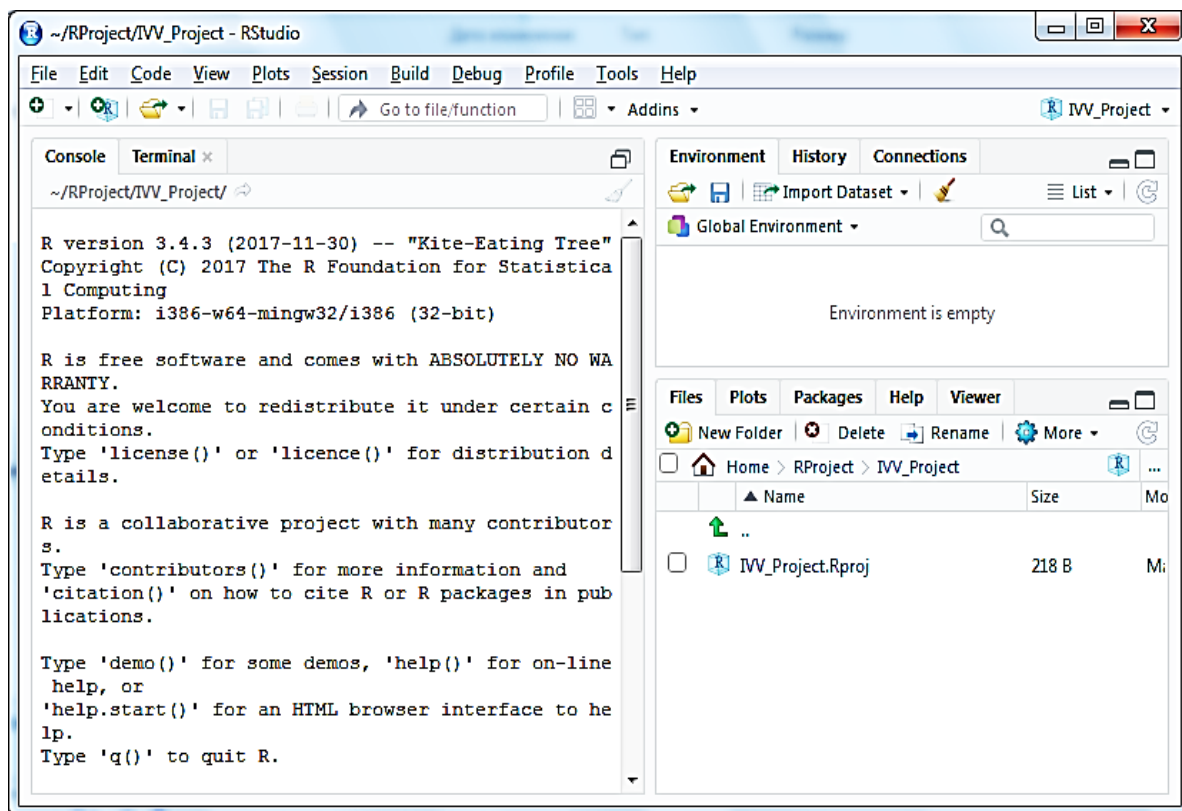 ~/RProject/IVV_Project - RStudio
File Edit Code View Plots Session Build Debug Profile Tools Help
Go to file/function Addins IVV_Project
Console Terminal
~/RProject/IVV_Project/
R version 3.4.3 (2017-11-30) -- "Kite-Eating Tree"
Copyright (C) 2017 The R Foundation for Statistica
l Computing
Platform: i386-w64-mingw32/i386 (32-bit)
R is free software and comes with ABSOLUTELY NO WA
RRANTY.
You are welcome to redistribute it under certain c
onditions.
Type 'license()' or 'licence()' for distribution d
etails.
R is a collaborative project with many contributor
s.
Type 'contributors()' for more information and
'citation()' on how to cite R or R packages in pub
lications.
Type 'demo()' for some demos, 'help()' for on-line
help, or
'help.start()' for an HTML browser interface to he
lp.
Type 'q()' to quit R.
Environment History Connections
Import Dataset List
Global Environment
Environment is empty
Files Plots Packages Help Viewer
New Folder Delete Rename More
Home > RProject > IVV_Project ...
Name Size Mo
..
IVV_Project.Rproj 218 B Ma